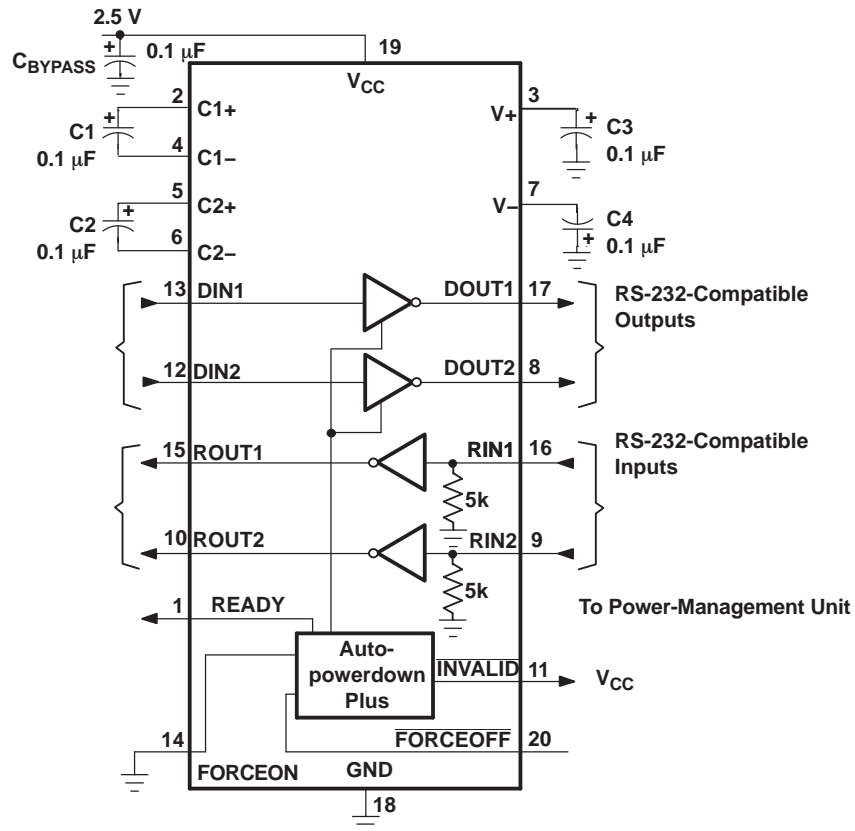 2.5 V
CBYPASS
+
0.1 μF
19
VCC
2
C1+
3
V+
C1
+
0.1 μF
4
C1−
+
C3
0.1 μF
5
C2+
7
V−
C2
+
0.1 μF
6
C2−
C4
+
0.1 μF
13
DIN1
DOUT1
17
RS-232-Compatible
Outputs
12
DIN2
DOUT2
8
15
ROUT1
RIN1
16
RS-232-Compatible
Inputs
5k
10
ROUT2
RIN2
9
5k
1
READY
To Power-Management Unit
Auto-
powerdown
Plus
INVALID
11
VCC
14
FORCEOFF
20
FORCEON
GND
18